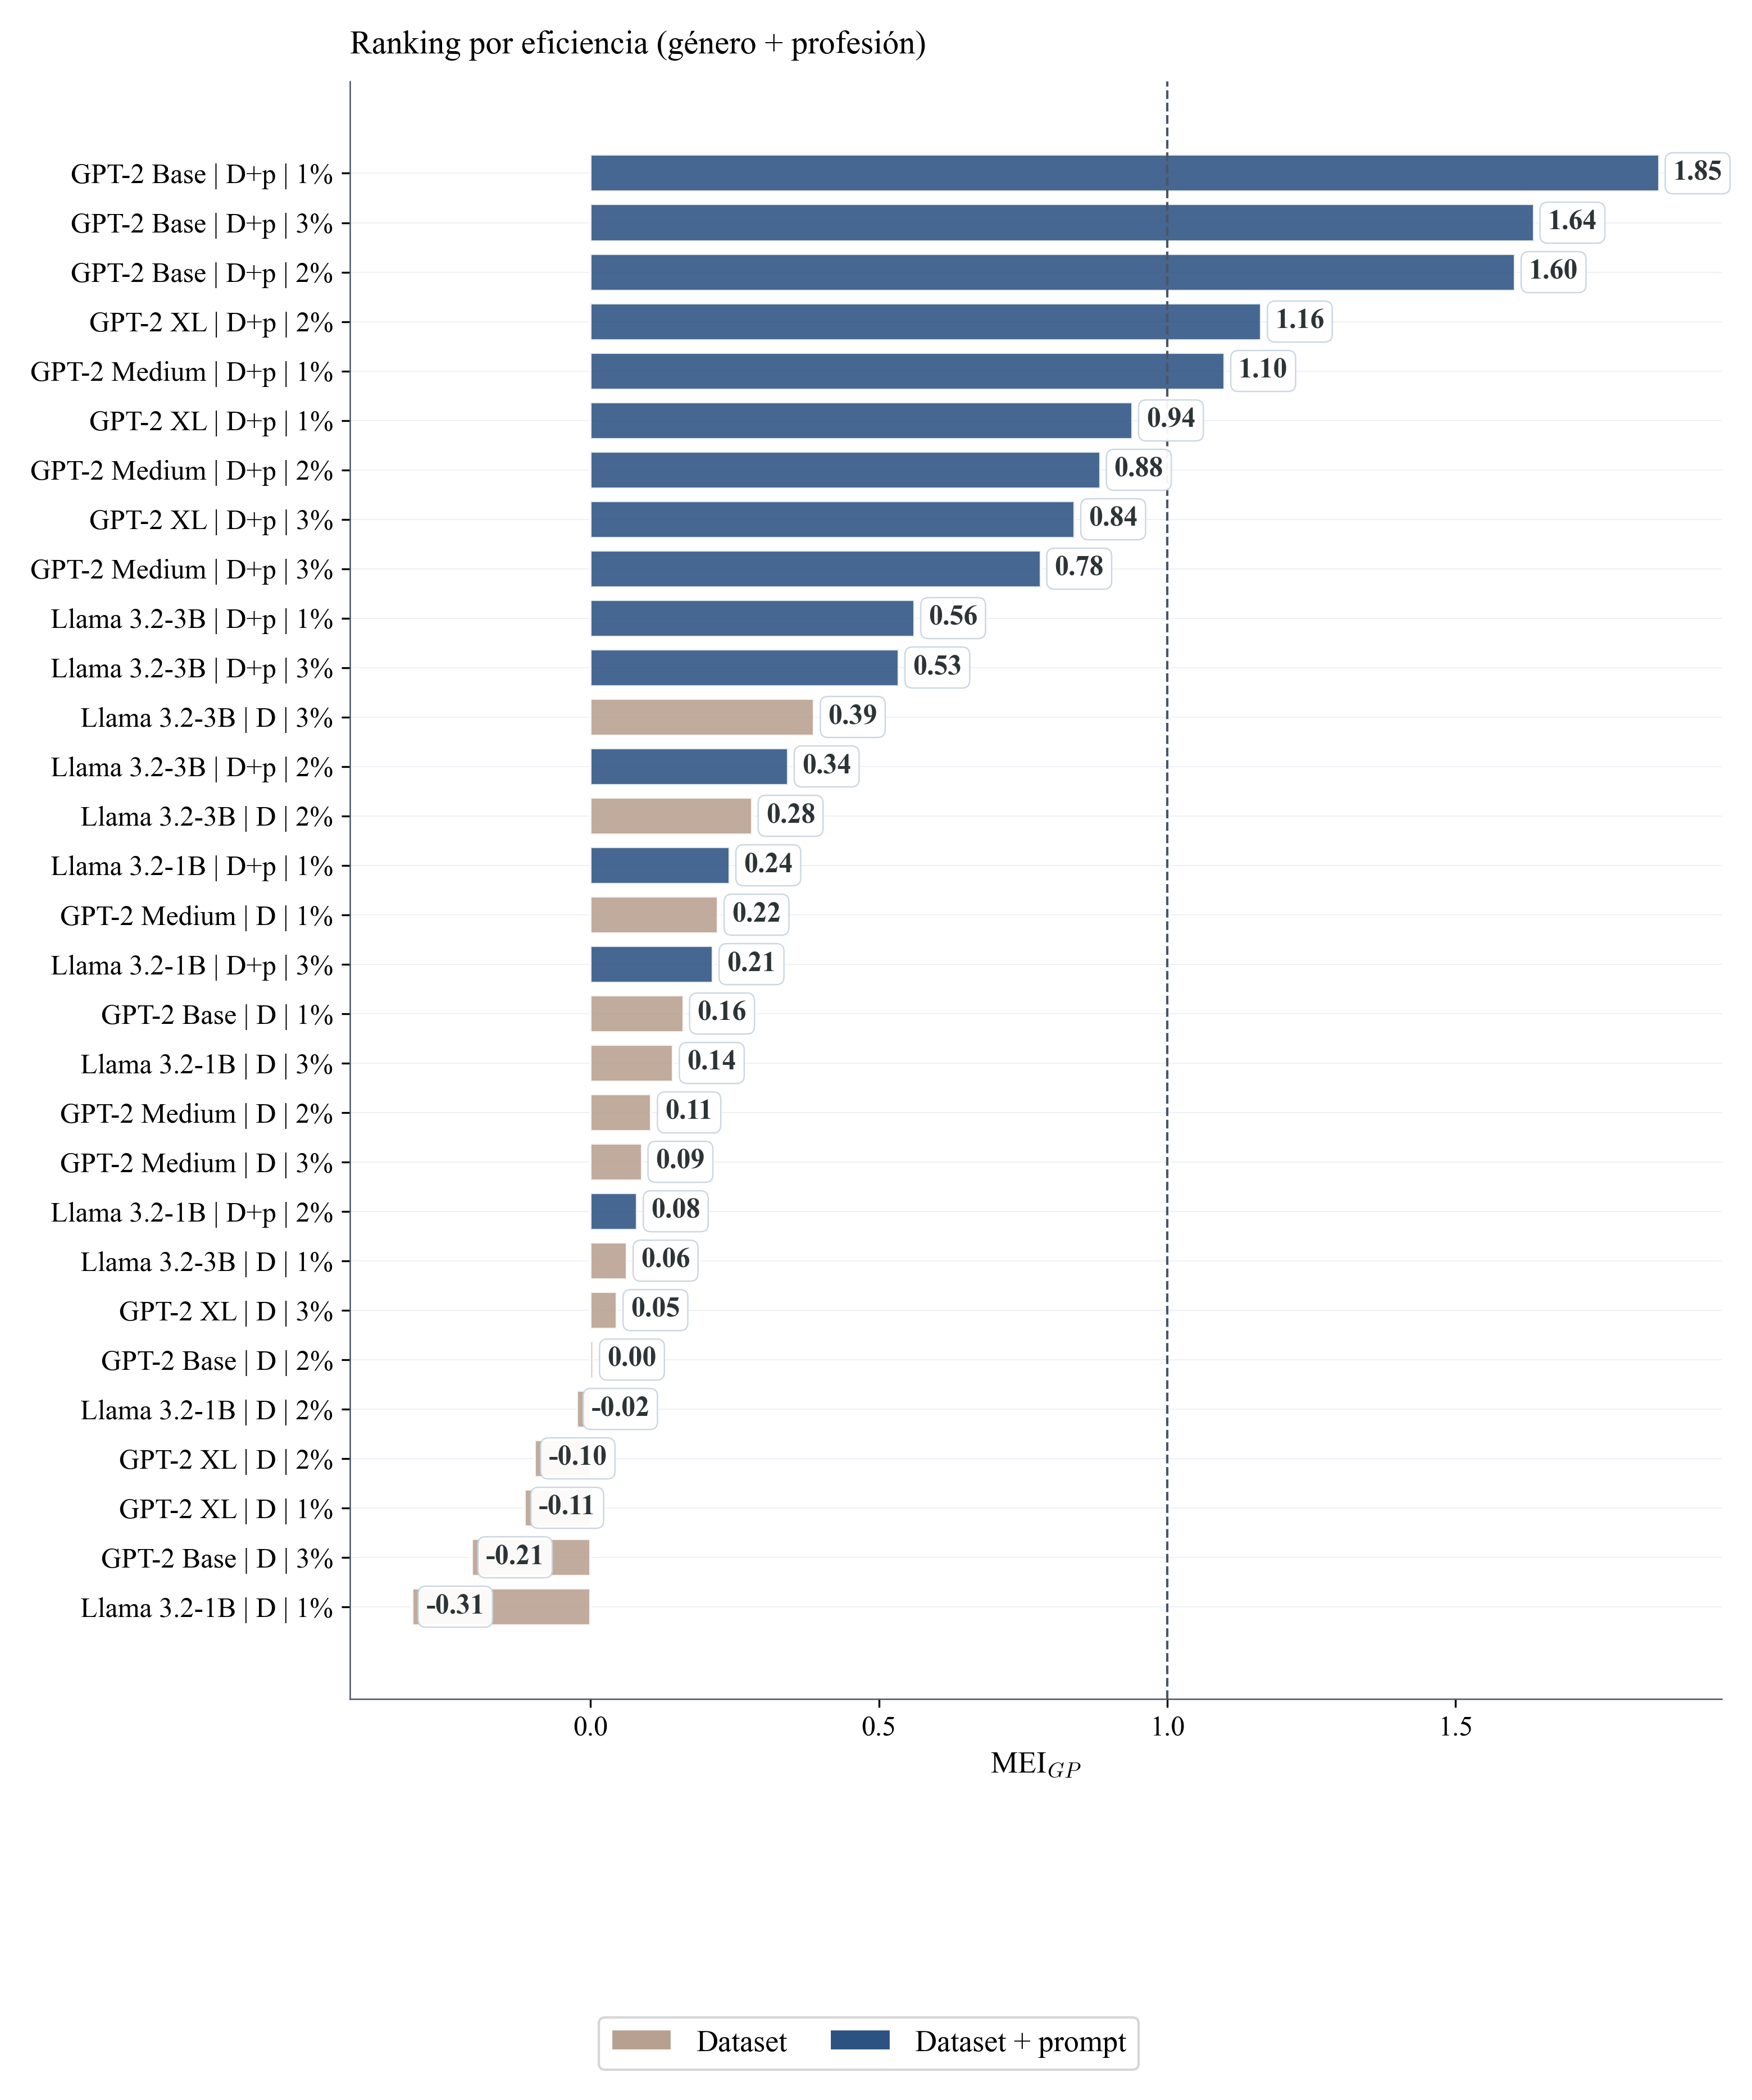 Ranking por eficiencia (género + profesión)
GPT-2 Base | D+p | 1% 1.85
GPT-2 Base | D+p | 3% 1.64
GPT-2 Base | D+p | 2% 1.60
GPT-2 XL | D+p | 2% 1.16
GPT-2 Medium | D+p | 1% 1.10
GPT-2 XL | D+p | 1% 0.94
GPT-2 Medium | D+p | 2% 0.88
GPT-2 XL | D+p | 3% 0.84
GPT-2 Medium | D+p | 3% 0.78
Llama 3.2-3B | D+p | 1% 0.56
Llama 3.2-3B | D+p | 3% 0.53
Llama 3.2-3B | D | 3% 0.39
Llama 3.2-3B | D+p | 2% 0.34
Llama 3.2-3B | D | 2% 0.28
Llama 3.2-1B | D+p | 1% 0.24
GPT-2 Medium | D | 1% 0.22
Llama 3.2-1B | D+p | 3% 0.21
GPT-2 Base | D | 1% 0.16
Llama 3.2-1B | D | 3% 0.14
GPT-2 Medium | D | 2% 0.11
GPT-2 Medium | D | 3% 0.09
Llama 3.2-1B | D+p | 2% 0.08
Llama 3.2-3B | D | 1% 0.06
GPT-2 XL | D | 3% 0.05
GPT-2 Base | D | 2% 0.00
Llama 3.2-1B | D | 2% -0.02
GPT-2 XL | D | 2% -0.10
GPT-2 XL | D | 1% -0.11
GPT-2 Base | D | 3% -0.21
Llama 3.2-1B | D | 1% -0.31
0.0 0.5 1.0 1.5
MEI_GP
Dataset Dataset + prompt